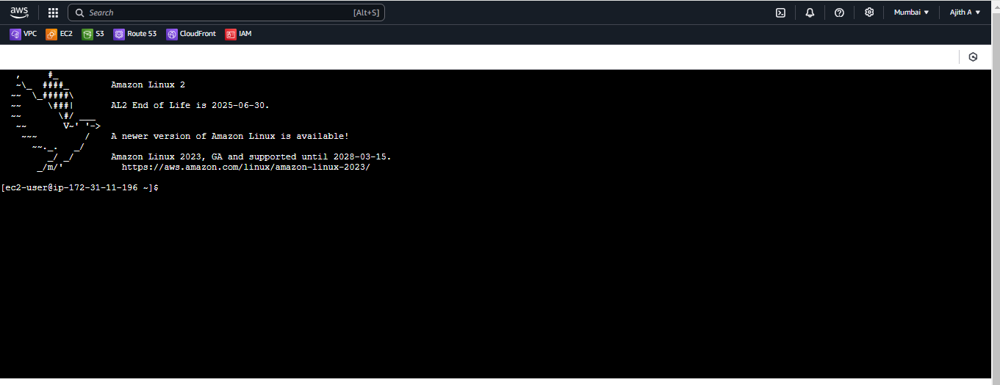 aws Search [Alt+S] Mumbai ▼ Ajith A ▼
VPC EC2 S3 Route 53 CloudFront IAM
   ,     #_
   ~\_  ####_        Amazon Linux 2
  ~~  \_#####\
  ~~     \###|       AL2 End of Life is 2025-06-30.
  ~~       \#/ ___
   ~~       V~' '->
    ~~~         /    A newer version of Amazon Linux is available!
      ~~._.   _/
         _/ _/       Amazon Linux 2023, GA and supported until 2028-03-15.
       _/m/'           https://aws.amazon.com/linux/amazon-linux-2023/
[ec2-user@ip-172-31-11-196 ~]$